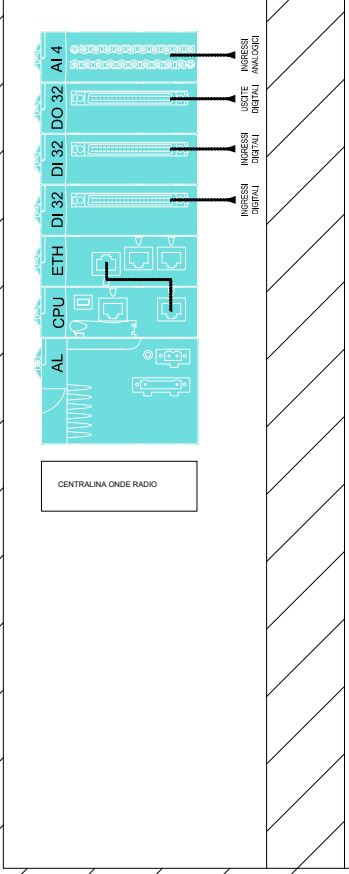 AI 4
INGRESSI
ANALOGICI
DO 32
USCITE
DIGITALI
DI 32
INGRESSI
DIGITALI
DI 32
INGRESSI
DIGITALI
ETH
CPU
AL
CENTRALINA ONDE RADIO